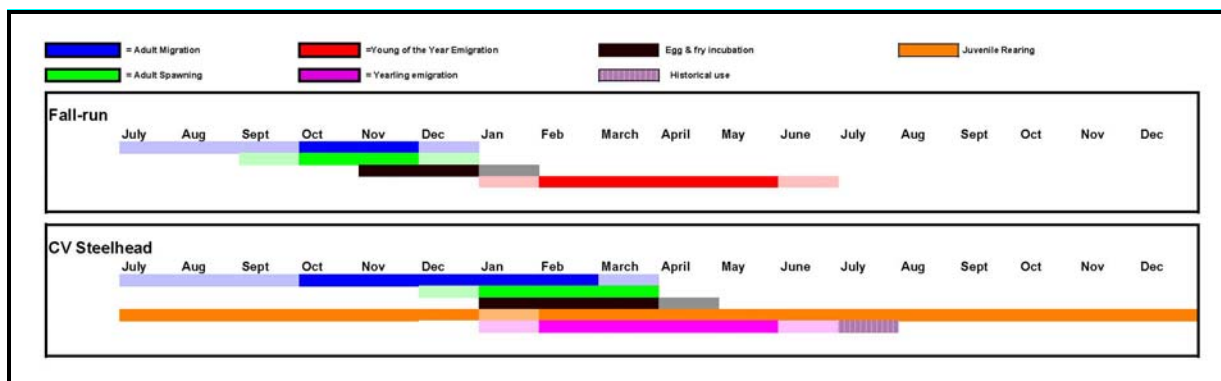 = Adult Migration =Young of the Year Emigration Egg & fry incubation Juvenile Rearing
= Adult Spawning = Yearling emigration Historical use
Fall-run
July Aug Sept Oct Nov Dec Jan Feb March April May June July Aug Sept Oct Nov Dec
CV Steelhead
July Aug Sept Oct Nov Dec Jan Feb March April May June July Aug Sept Oct Nov Dec